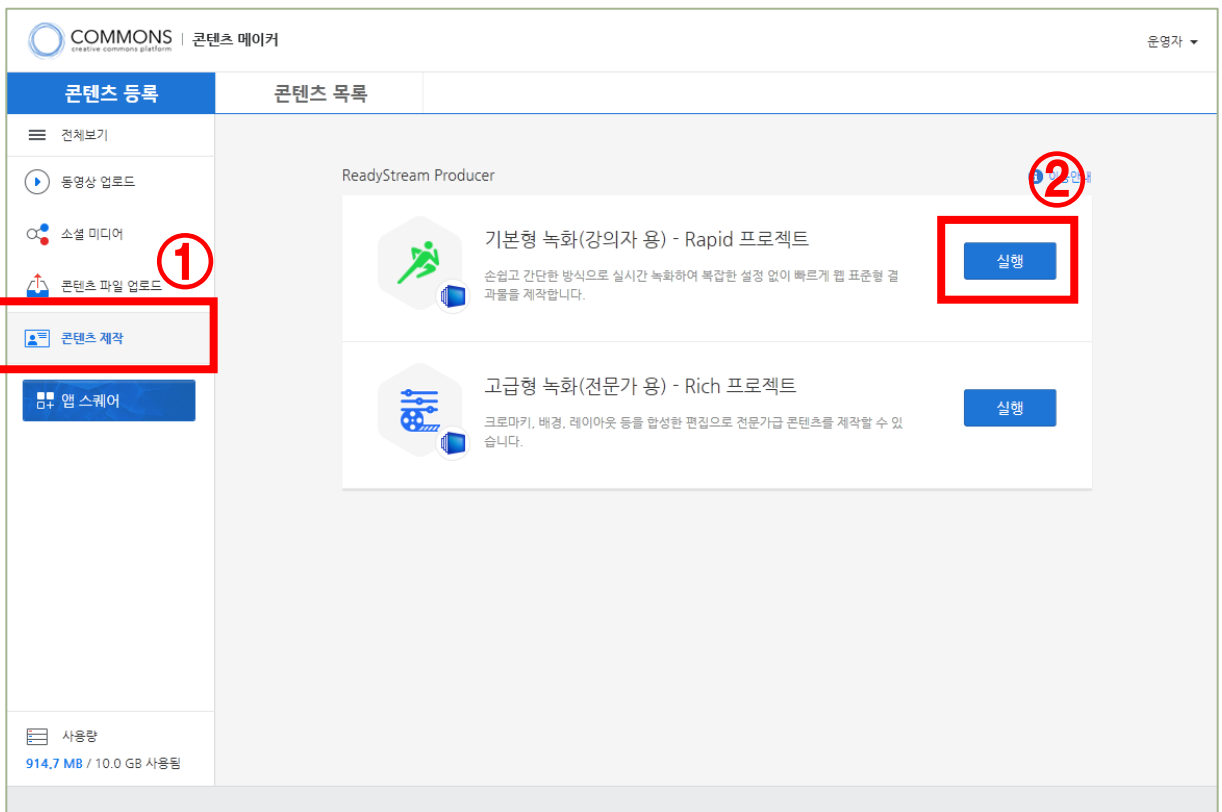 COMMONS
creative commons platform
콘텐츠 메이커
운영자
콘텐츠 등록
콘텐츠 목록
전체보기
동영상 업로드
소셜 미디어
①
콘텐츠 파일 업로드
콘텐츠 제작
앱 스퀘어
ReadyStream Producer
②
기본형 녹화(강의자 용) - Rapid 프로젝트
손쉽고 간단한 방식으로 실시간 녹화하여 복잡한 설정 없이 빠르게 웹 표준형 결
과물을 제작합니다.
실행
고급형 녹화(전문가 용) - Rich 프로젝트
크로마키, 배경, 레이아웃 등을 합성한 편집으로 전문가급 콘텐츠를 제작할 수 있
습니다.
실행
사용량
914.7 MB / 10.0 GB 사용됨